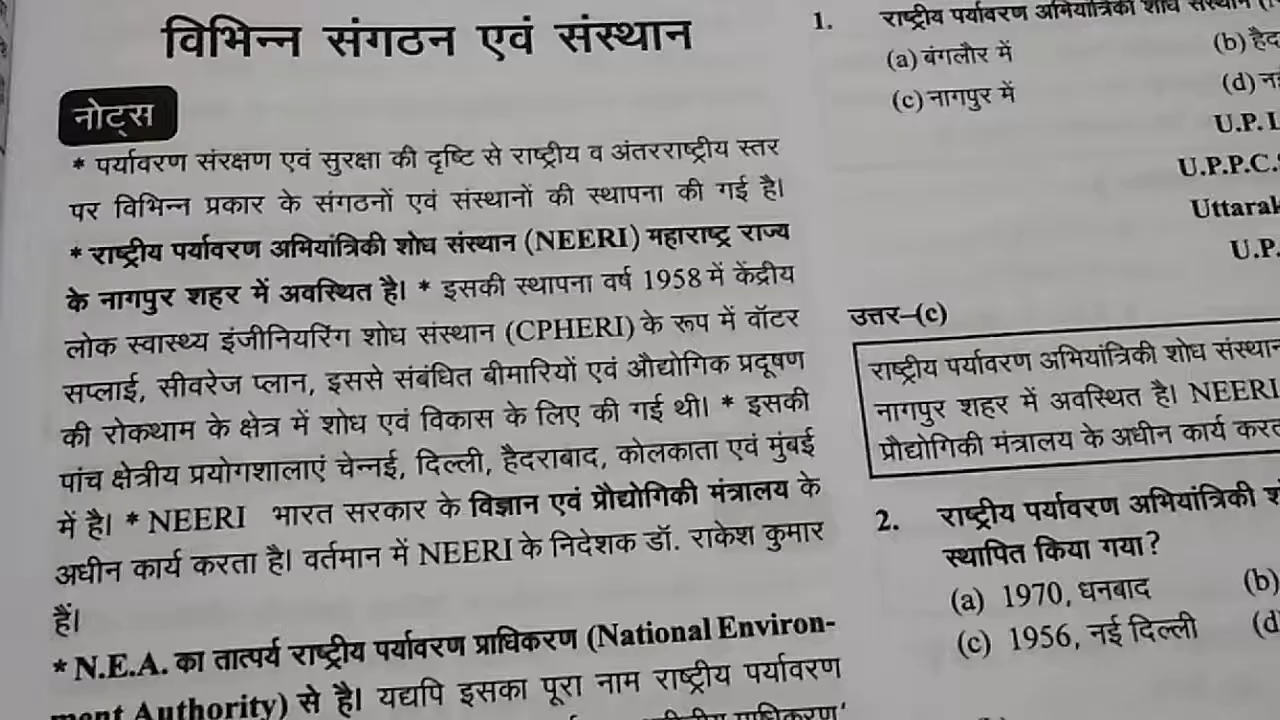 विभिन्न संगठन एवं संस्थान
नोट्स
* पर्यावरण संरक्षण एवं सुरक्षा की दृष्टि से राष्ट्रीय व अंतरराष्ट्रीय स्तर
पर विभिन्न प्रकार के संगठनों एवं संस्थानों की स्थापना की गई है।
* राष्ट्रीय पर्यावरण अभियांत्रिकी शोध संस्थान (NEERI) महाराष्ट्र राज्य
के नागपुर शहर में अवस्थित है। * इसकी स्थापना वर्ष 1958 में केंद्रीय
लोक स्वास्थ्य इंजीनियरिंग शोध संस्थान (CPHERI) के रूप में वॉटर
सप्लाई, सीवरेज प्लान, इससे संबंधित बीमारियों एवं औद्योगिक प्रदूषण
की रोकथाम के क्षेत्र में शोध एवं विकास के लिए की गई थी। * इसकी
पांच क्षेत्रीय प्रयोगशालाएं चेन्नई, दिल्ली, हैदराबाद, कोलकाता एवं मुंबई
में है। * NEERI भारत सरकार के विज्ञान एवं प्रौद्योगिकी मंत्रालय के
अधीन कार्य करता है। वर्तमान में NEERI के निदेशक डॉ. राकेश कुमार
हैं।
* N.E.A. का तात्पर्य राष्ट्रीय पर्यावरण प्राधिकरण (National Environ-
ment Authority) से है। यद्यपि इसका पूरा नाम राष्ट्रीय पर्यावरण
1. राष्ट्रीय पर्यावरण अभियांत्रिकी शोध संस्थान
(a) बंगलौर में (b)
(c) नागपुर में (d)
U.P.
U.P.P.C.
U.P.
उत्तर–(c)
राष्ट्रीय पर्यावरण अभियांत्रिकी शोध संस्थान
नागपुर शहर में अवस्थित है। NEERI
प्रौद्योगिकी मंत्रालय के अधीन कार्य
2. राष्ट्रीय पर्यावरण अभियांत्रिकी
स्थापित किया गया?
(a) 1970, धनबाद (b)
(c) 1956, नई दिल्ली (d